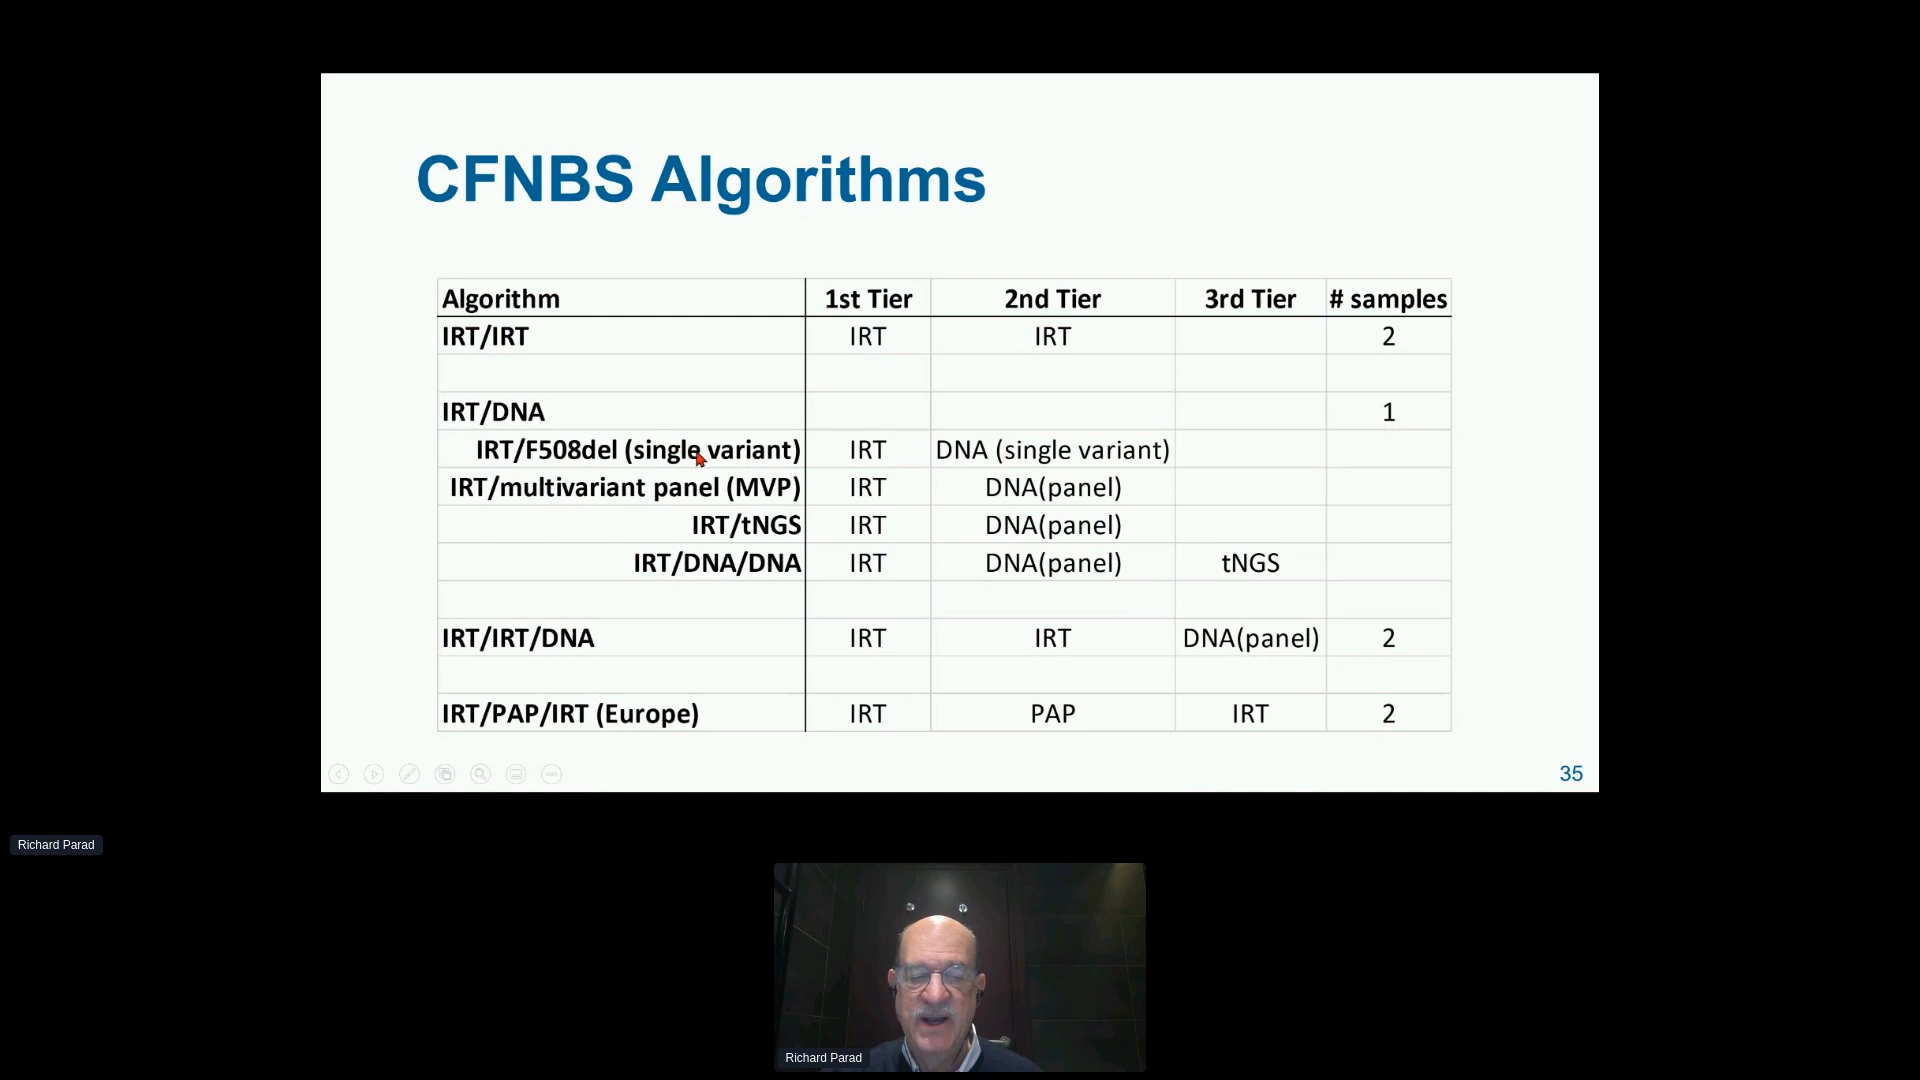 CFNBS Algorithms
Algorithm 1st Tier 2nd Tier 3rd Tier # samples
IRT/IRT IRT IRT 2
IRT/DNA 1
IRT/F508del (single variant) IRT DNA (single variant)
IRT/multivariant panel (MVP) IRT DNA(panel)
IRT/tNGS IRT DNA(panel)
IRT/DNA/DNA IRT DNA(panel) tNGS
IRT/IRT/DNA IRT IRT DNA(panel) 2
IRT/PAP/IRT (Europe) IRT PAP IRT 2
35
Richard Parad
Richard Parad